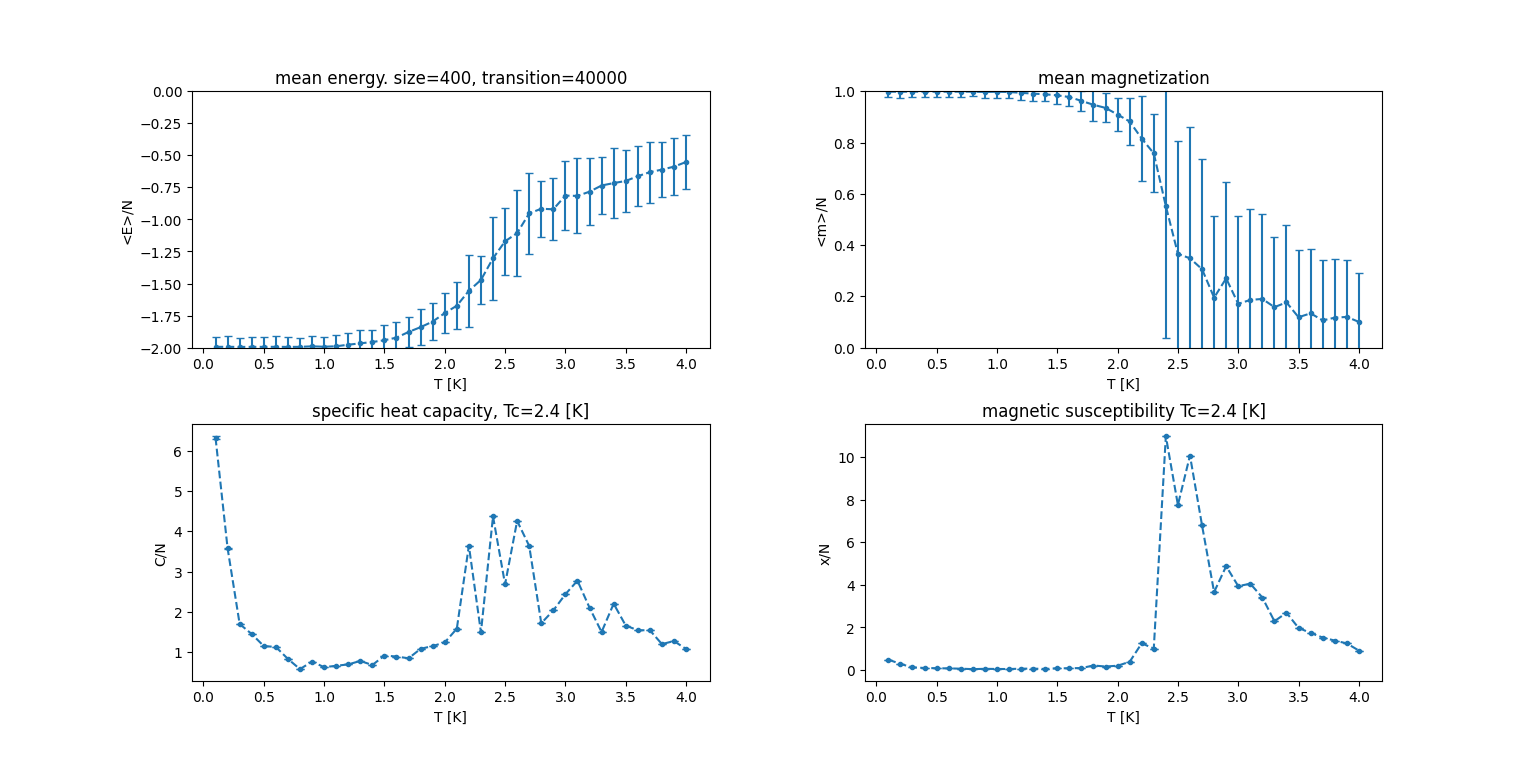 mean energy. size=400, transition=40000
<E>/N
0.00
−0.25
−0.50
−0.75
−1.00
−1.25
−1.50
−1.75
−2.00
0.0 0.5 1.0 1.5 2.0 2.5 3.0 3.5 4.0
T [K]
mean magnetization
<m>/N
1.0
0.8
0.6
0.4
0.2
0.0
0.0 0.5 1.0 1.5 2.0 2.5 3.0 3.5 4.0
T [K]
specific heat capacity, Tc=2.4 [K]
C/N
6
5
4
3
2
1
0.0 0.5 1.0 1.5 2.0 2.5 3.0 3.5 4.0
T [K]
magnetic susceptibility Tc=2.4 [K]
x/N
10
8
6
4
2
0
0.0 0.5 1.0 1.5 2.0 2.5 3.0 3.5 4.0
T [K]